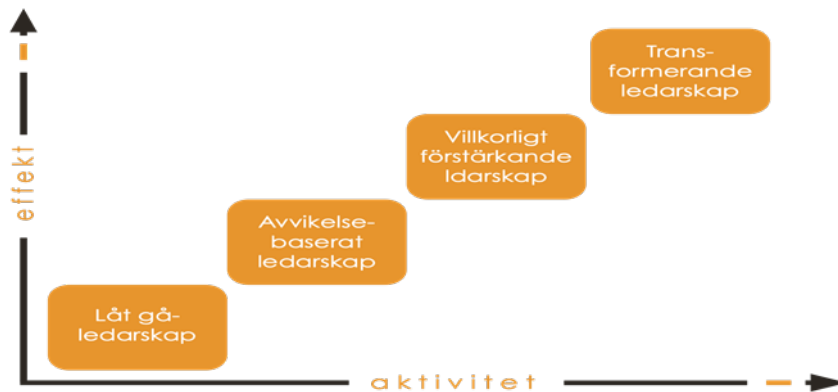 Trans-
formerande
ledarskap
Villkorligt
förstärkande
ldarskap
effekt
Avvikelse-
baserat
ledarskap
Låt gå-
ledarskap
aktivitet